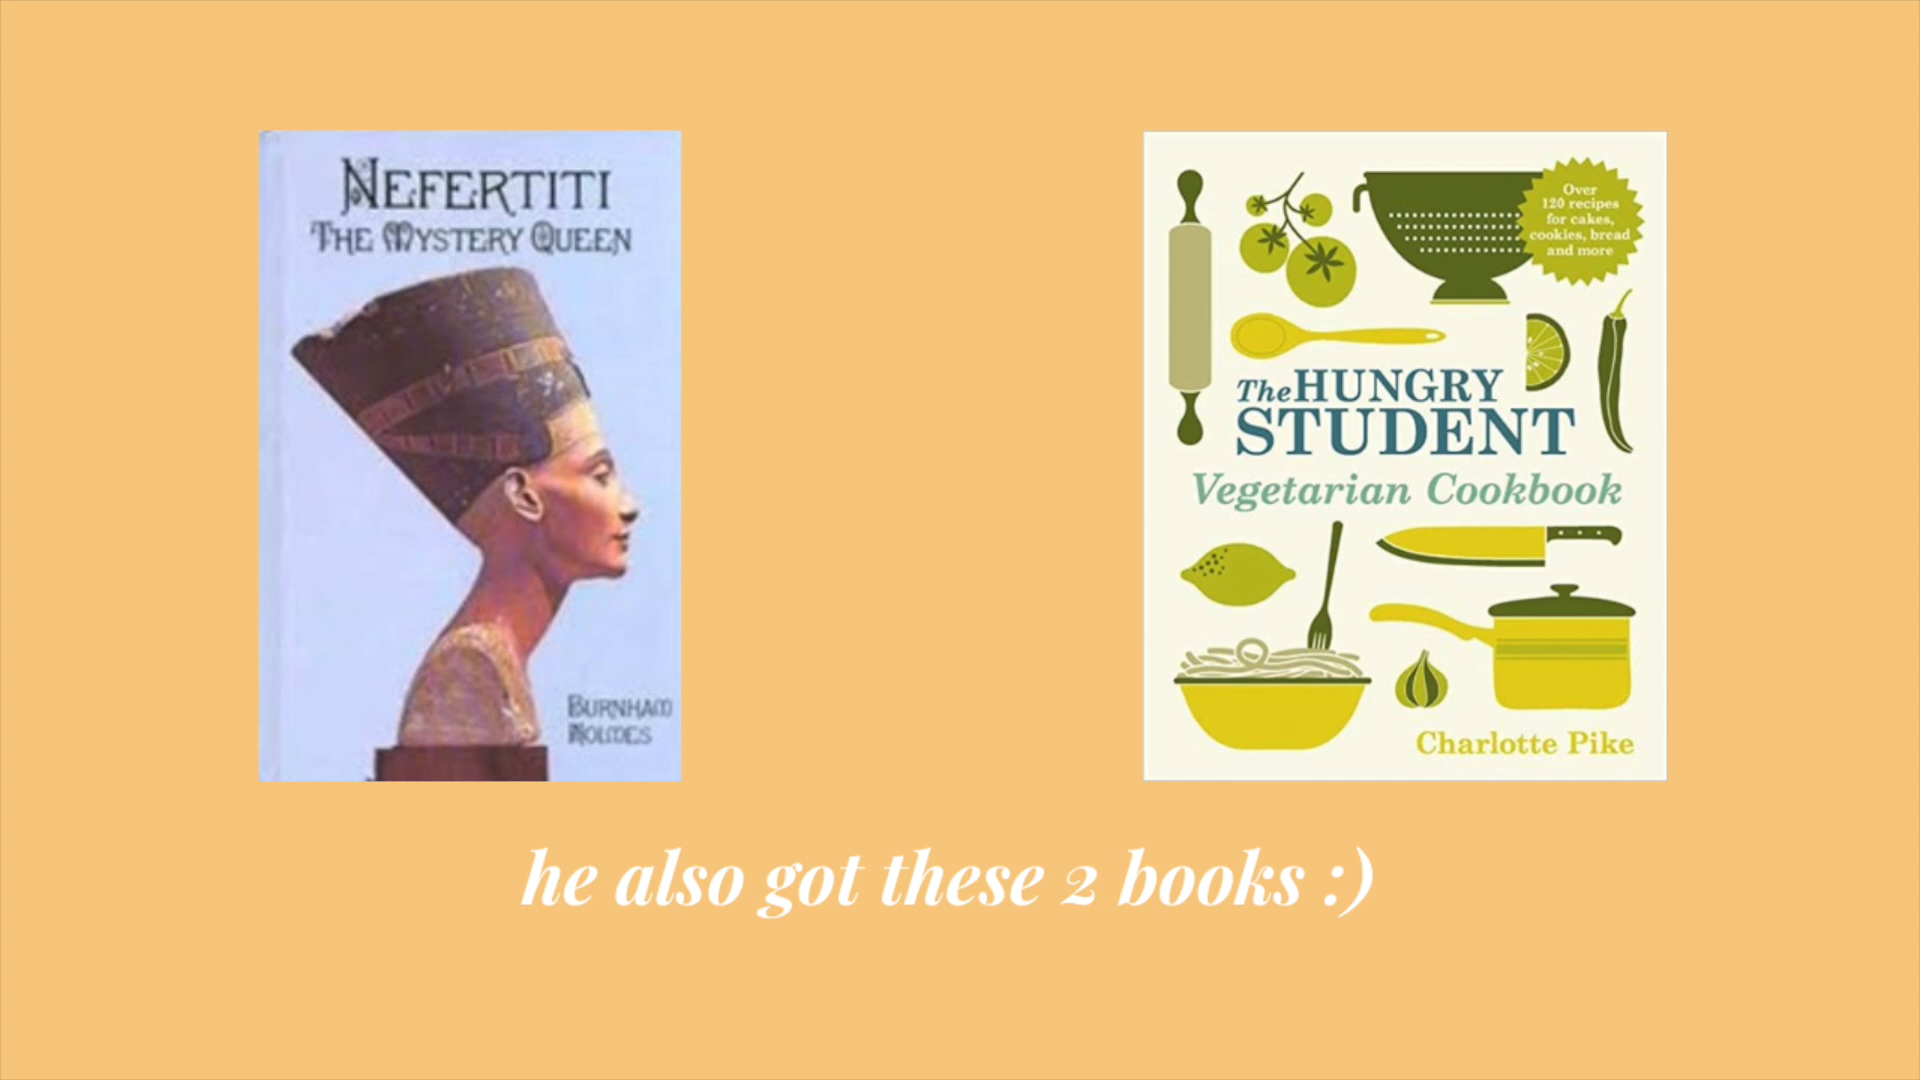 NEFERTITI
THE MYSTERY QUEEN
BURNHAM
HOLMES
Over
120 recipes
for cakes,
cookies, bread
and more
The HUNGRY
STUDENT
Vegetarian Cookbook
Charlotte Pike
he also got these 2 books :)